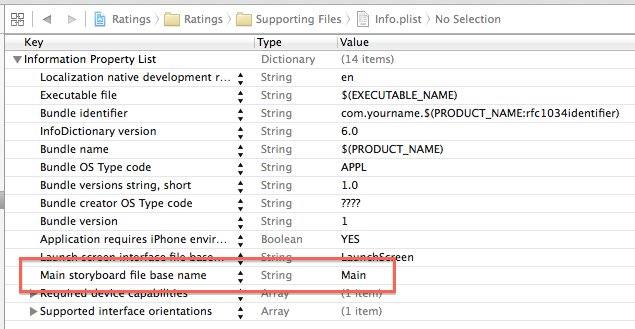 Ratings Ratings Supporting Files Info.plist No Selection
Key Type Value
Information Property List Dictionary (14 items)
Localization native development r... String en
Executable file String $(EXECUTABLE_NAME)
Bundle identifier String com.yourname.$(PRODUCT_NAME:rfc1034identifier)
InfoDictionary version String 6.0
Bundle name String $(PRODUCT_NAME)
Bundle OS Type code String APPL
Bundle versions string, short String 1.0
Bundle creator OS Type code String ????
Bundle version String 1
Application requires iPhone envir... Boolean YES
Launch screen interface file base... String LaunchScreen
Main storyboard file base name String Main
Required device capabilities Array (1 item)
Supported interface orientations Array (1 item)